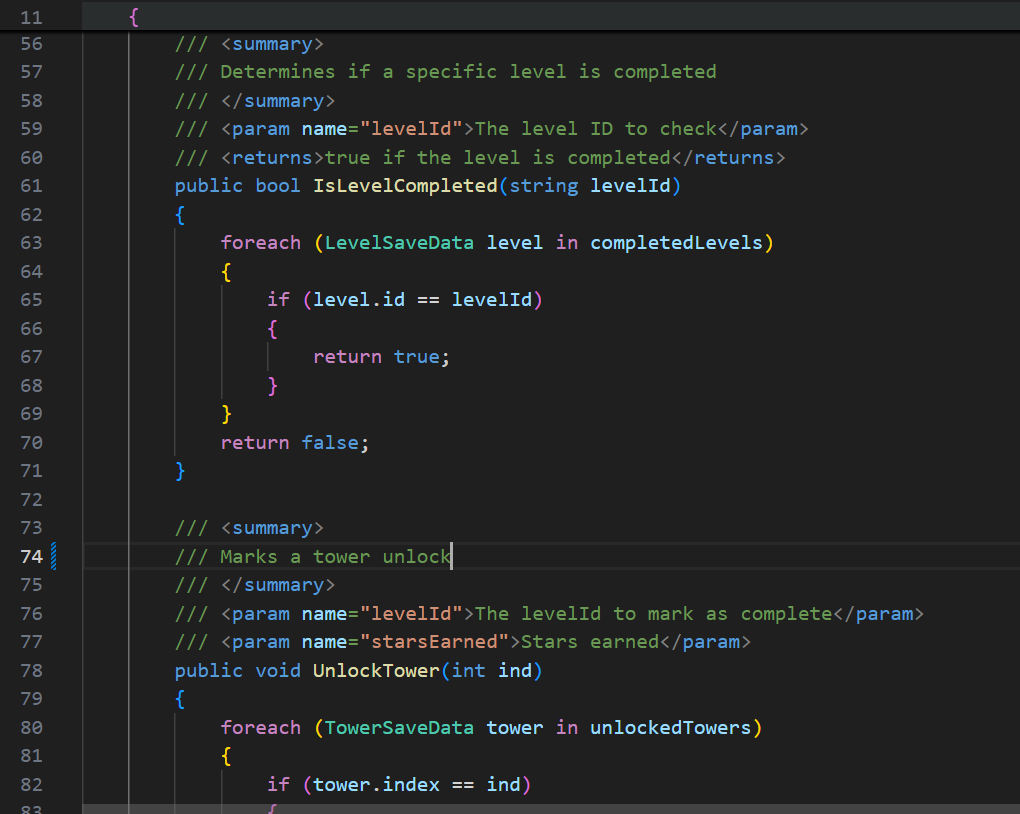 11 {
56 /// <summary>
57 /// Determines if a specific level is completed
58 /// </summary>
59 /// <param name="levelId">The level ID to check</param>
60 /// <returns>true if the level is completed</returns>
61 public bool IsLevelCompleted(string levelId)
62 {
63 foreach (LevelSaveData level in completedLevels)
64 {
65 if (level.id == levelId)
66 {
67 return true;
68 }
69 }
70 return false;
71 }
72
73 /// <summary>
74 /// Marks a tower unlock
75 /// </summary>
76 /// <param name="levelId">The levelId to mark as complete</param>
77 /// <param name="starsEarned">Stars earned</param>
78 public void UnlockTower(int ind)
79 {
80 foreach (TowerSaveData tower in unlockedTowers)
81 {
82 if (tower.index == ind)
83 {